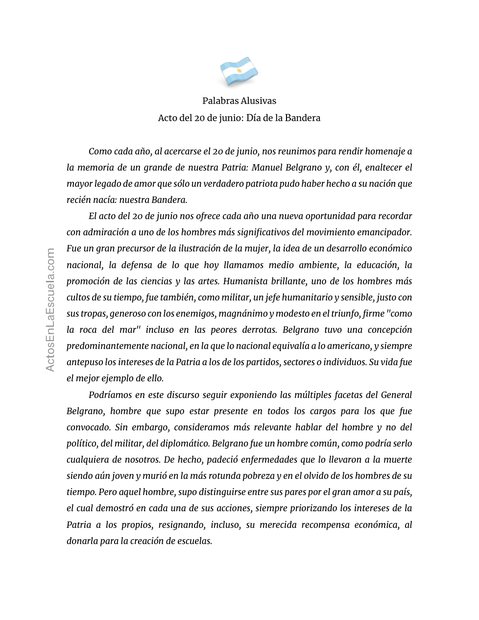 Palabras Alusivas
Acto del 20 de junio: Día de la Bandera
Como cada año, al acercarse el 20 de junio, nos reunimos para rendir homenaje a
la memoria de un grande de nuestra Patria: Manuel Belgrano y, con él, enaltecer el
mayor legado de amor que sólo un verdadero patriota pudo haber hecho a su nación que
recién nacía: nuestra Bandera.
El acto del 20 de junio nos ofrece cada año una nueva oportunidad para recordar
con admiración a uno de los hombres más significativos del movimiento emancipador.
Fue un gran precursor de la ilustración de la mujer, la idea de un desarrollo económico
nacional, la defensa de lo que hoy llamamos medio ambiente, la educación, la
promoción de las ciencias y las artes. Humanista brillante, uno de los hombres más
cultos de su tiempo, fue también, como militar, un jefe humanitario y sensible, justo con
sus tropas, generoso con los enemigos, magnánimo y modesto en el triunfo, firme "como
la roca del mar" incluso en las peores derrotas. Belgrano tuvo una concepción
predominantemente nacional, en la que lo nacional equivalía a lo americano, y siempre
antepuso los intereses de la Patria a los de los partidos, sectores o individuos. Su vida fue
el mejor ejemplo de ello.
Podríamos en este discurso seguir exponiendo las múltiples facetas del General
Belgrano, hombre que supo estar presente en todos los cargos para los que fue
convocado. Sin embargo, consideramos más relevante hablar del hombre y no del
político, del militar, del diplomático. Belgrano fue un hombre común, como podría serlo
cualquiera de nosotros. De hecho, padeció enfermedades que lo llevaron a la muerte
siendo aún joven y murió en la más rotunda pobreza y en el olvido de los hombres de su
tiempo. Pero aquel hombre, supo distinguirse entre sus pares por el gran amor a su país,
el cual demostró en cada una de sus acciones, siempre priorizando los intereses de la
Patria a los propios, resignando, incluso, su merecida recompensa económica, al
donarla para la creación de escuelas.
ActosEnLaEscuela.com